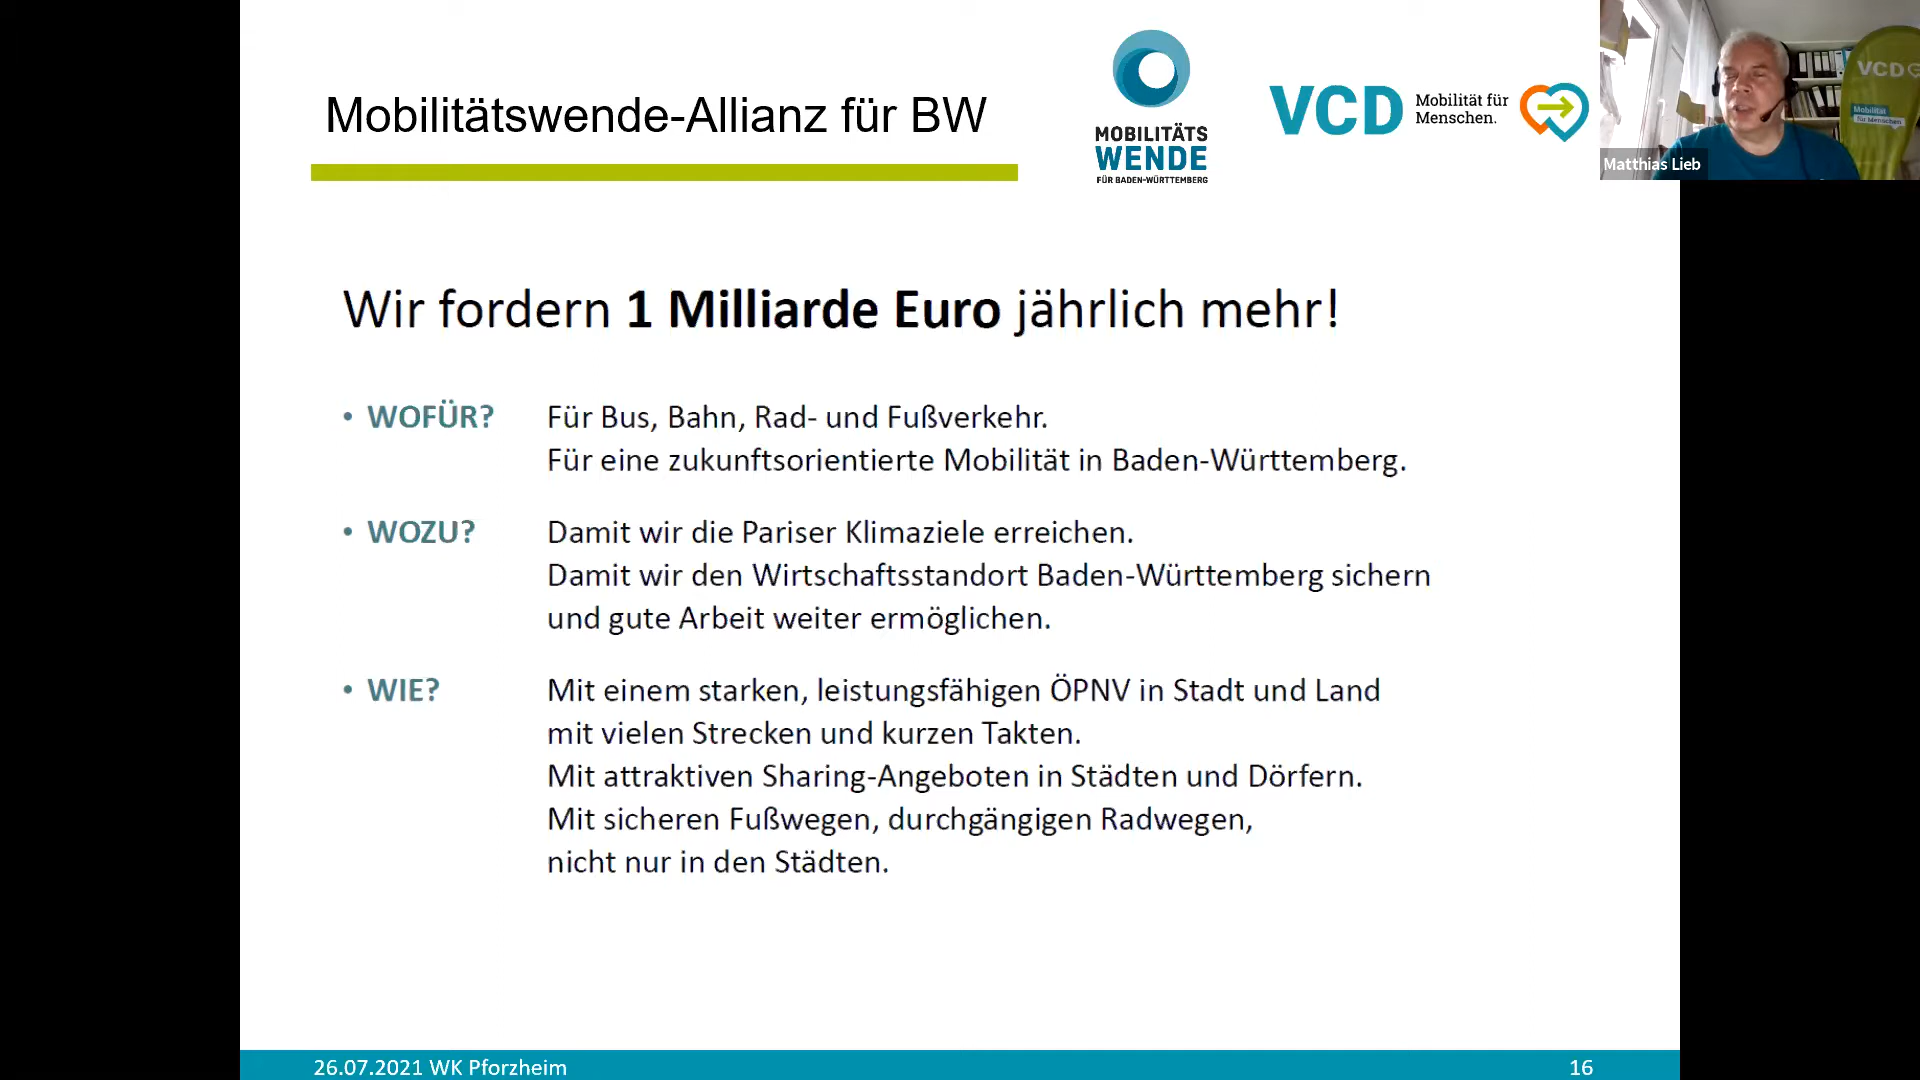 Mobilitätswende-Allianz für BW
MOBILITÄTS
WENDE
FÜR BADEN-WÜRTTEMBERG
VCD
Mobilität für
Menschen.
VCD
Mobilität
für Menschen
Matthias Lieb
Wir fordern 1 Milliarde Euro jährlich mehr!
• WOFÜR? Für Bus, Bahn, Rad- und Fußverkehr.
Für eine zukunftsorientierte Mobilität in Baden-Württemberg.
• WOZU? Damit wir die Pariser Klimaziele erreichen.
Damit wir den Wirtschaftsstandort Baden-Württemberg sichern
und gute Arbeit weiter ermöglichen.
• WIE? Mit einem starken, leistungsfähigen ÖPNV in Stadt und Land
mit vielen Strecken und kurzen Takten.
Mit attraktiven Sharing-Angeboten in Städten und Dörfern.
Mit sicheren Fußwegen, durchgängigen Radwegen,
nicht nur in den Städten.
26.07.2021 WK Pforzheim
16